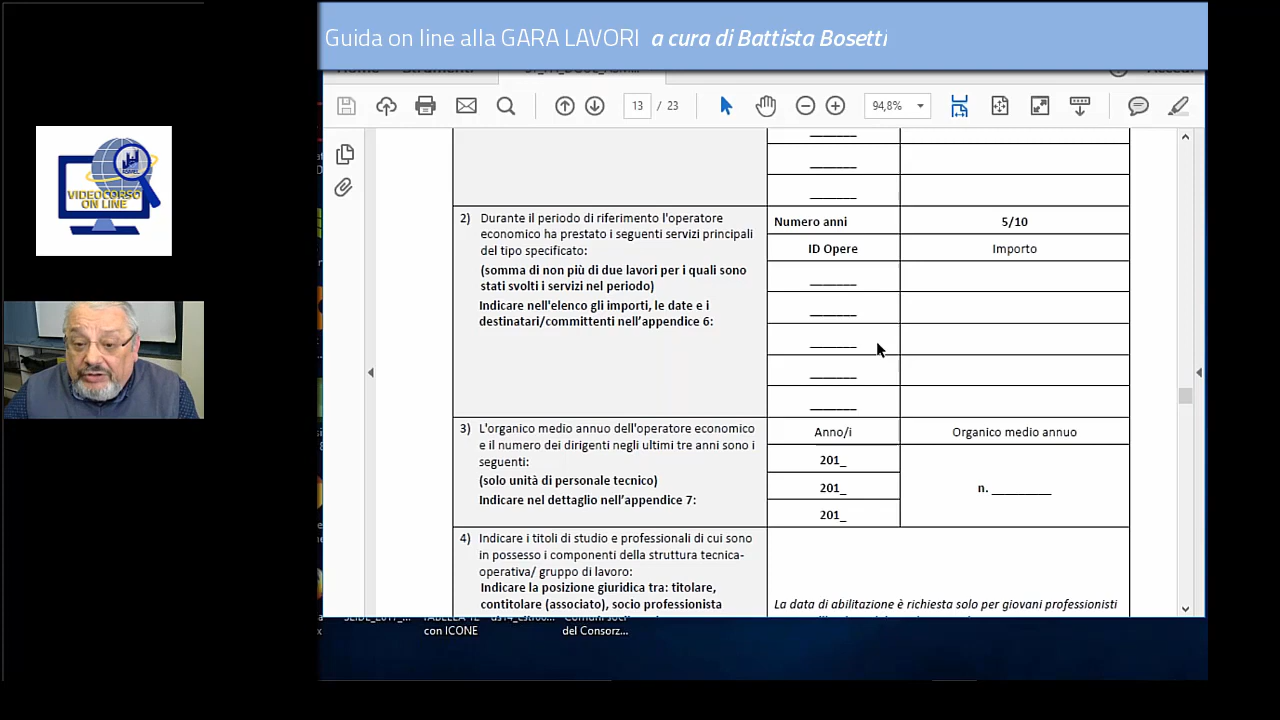 Guida on line alla GARA LAVORI a cura di Battista Bosetti
13 / 23
94,8%
VIDEOCORSO
ON LINE
2) Durante il periodo di riferimento l'operatore
economico ha prestato i seguenti servizi principali
del tipo specificato:
(somma di non più di due lavori per i quali sono
stati svolti i servizi nel periodo)
Indicare nell'elenco gli importi, le date e i
destinatari/committenti nell'appendice 6:
Numero anni 5/10
ID Opere Importo
_______
_______
_______
_______
_______
3) L'organico medio annuo dell'operatore economico
e il numero dei dirigenti negli ultimi tre anni sono i
seguenti:
(solo unità di personale tecnico)
Indicare nel dettaglio nell'appendice 7:
Anno/i Organico medio annuo
201_
201_
201_
n. _________
4) Indicare i titoli di studio e professionali di cui sono
in possesso i componenti della struttura tecnica-
operativa/ gruppo di lavoro:
Indicare la posizione giuridica tra: titolare,
contitolare (associato), socio professionista
La data di abilitazione è richiesta solo per giovani professionisti
con ICONE
del Consorz...